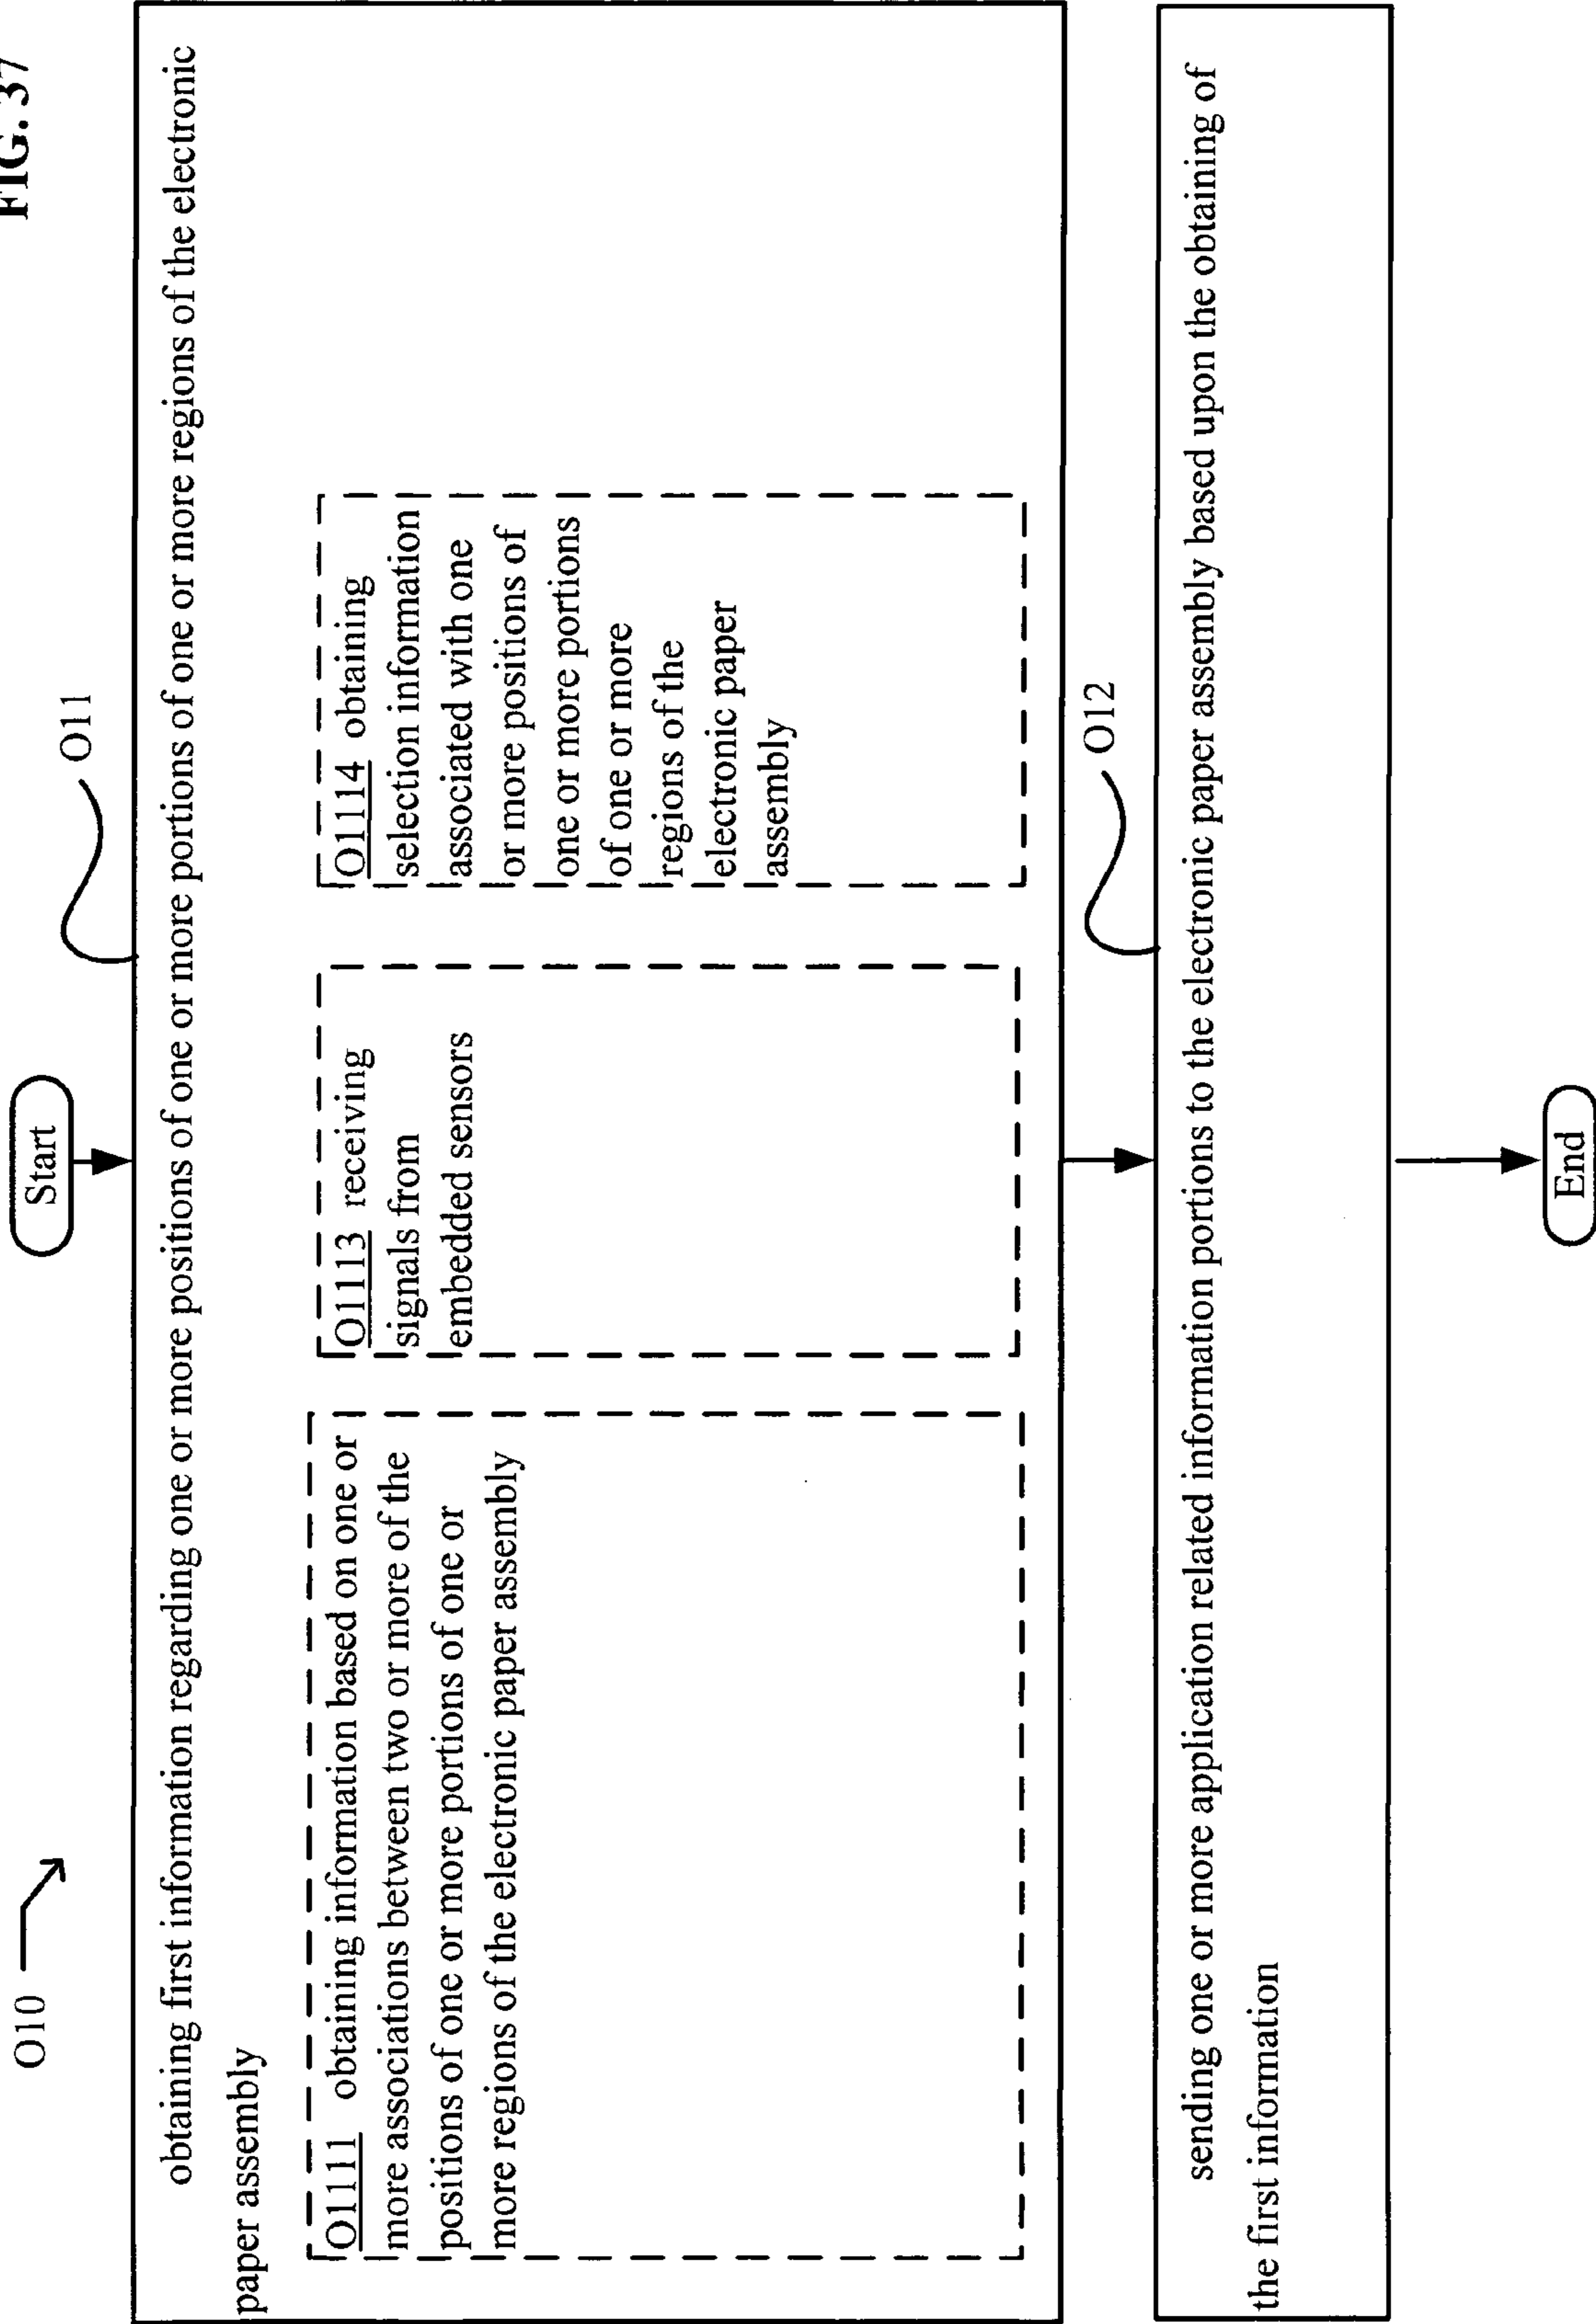 FIG. 37
O10
Start
O11
obtaining first information regarding one or more positions of one or more portions of one or more regions of the electronic
paper assembly
O1111 obtaining information based on one or
more associations between two or more of the
positions of one or more portions of one or
more regions of the electronic paper assembly
O1113 receiving
signals from
embedded sensors
O1114 obtaining
selection information
associated with one
or more positions of
one or more portions
of one or more
regions of the
electronic paper
assembly
O12
sending one or more application related information portions to the electronic paper assembly based upon the obtaining of
the first information
End